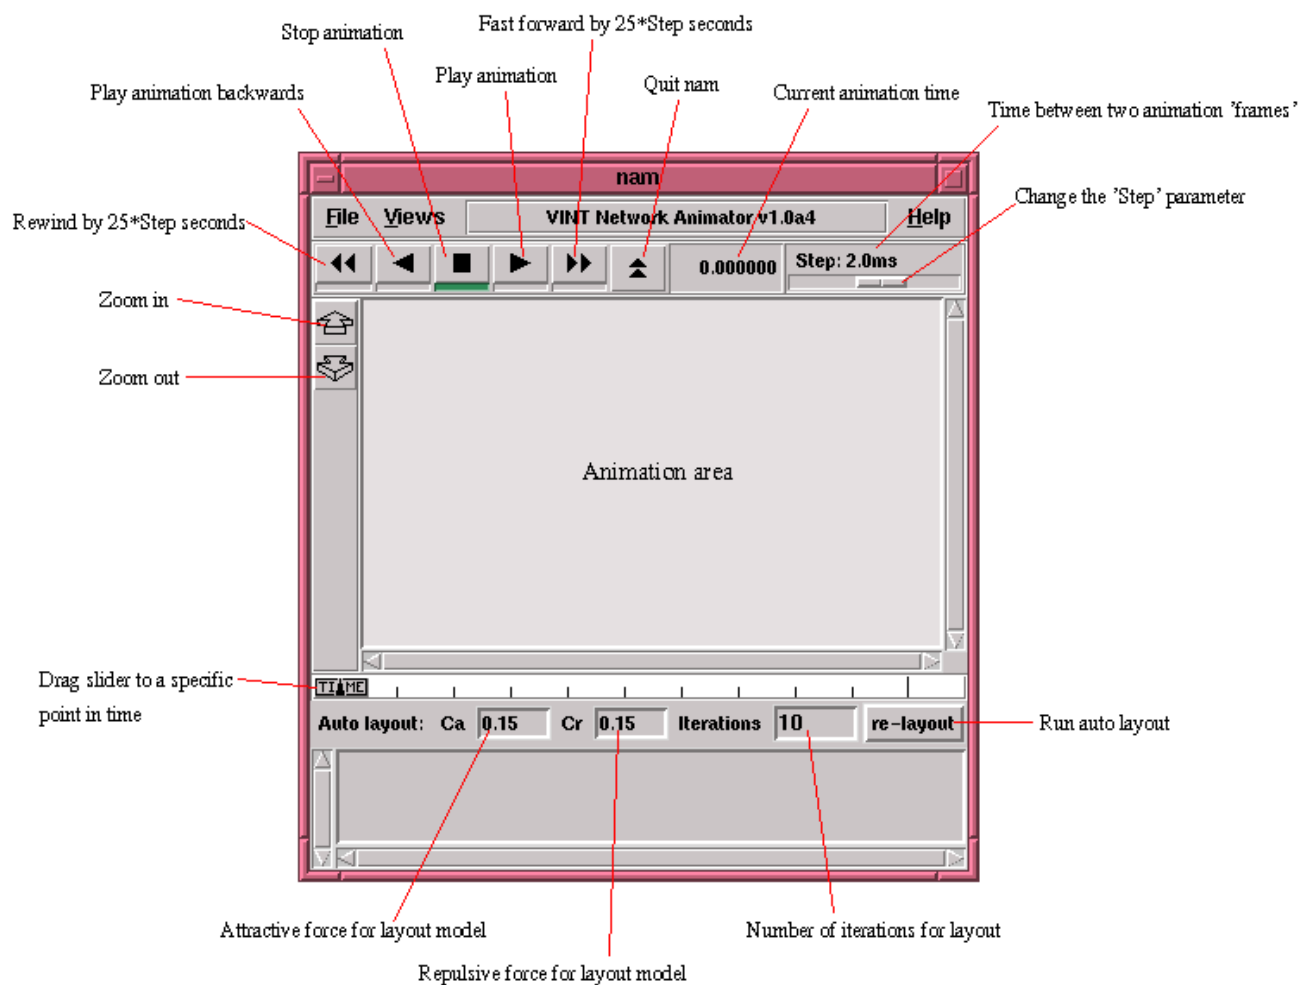 Fast forward by 25*Step seconds
Stop animation
Play animation
Quit nam
Play animation backwards
Current animation time
Time between two animation 'frames'
nam
Change the 'Step' parameter
File Views VINT Network Animator v1.0a4 Help
Rewind by 25*Step seconds
0.000000 Step: 2.0ms
Zoom in
Zoom out
Animation area
Drag slider to a specific
point in time
TIME
Auto layout: Ca 0.15 Cr 0.15 Iterations 10 re-layout
Run auto layout
Attractive force for layout model
Number of iterations for layout
Repulsive force for layout model